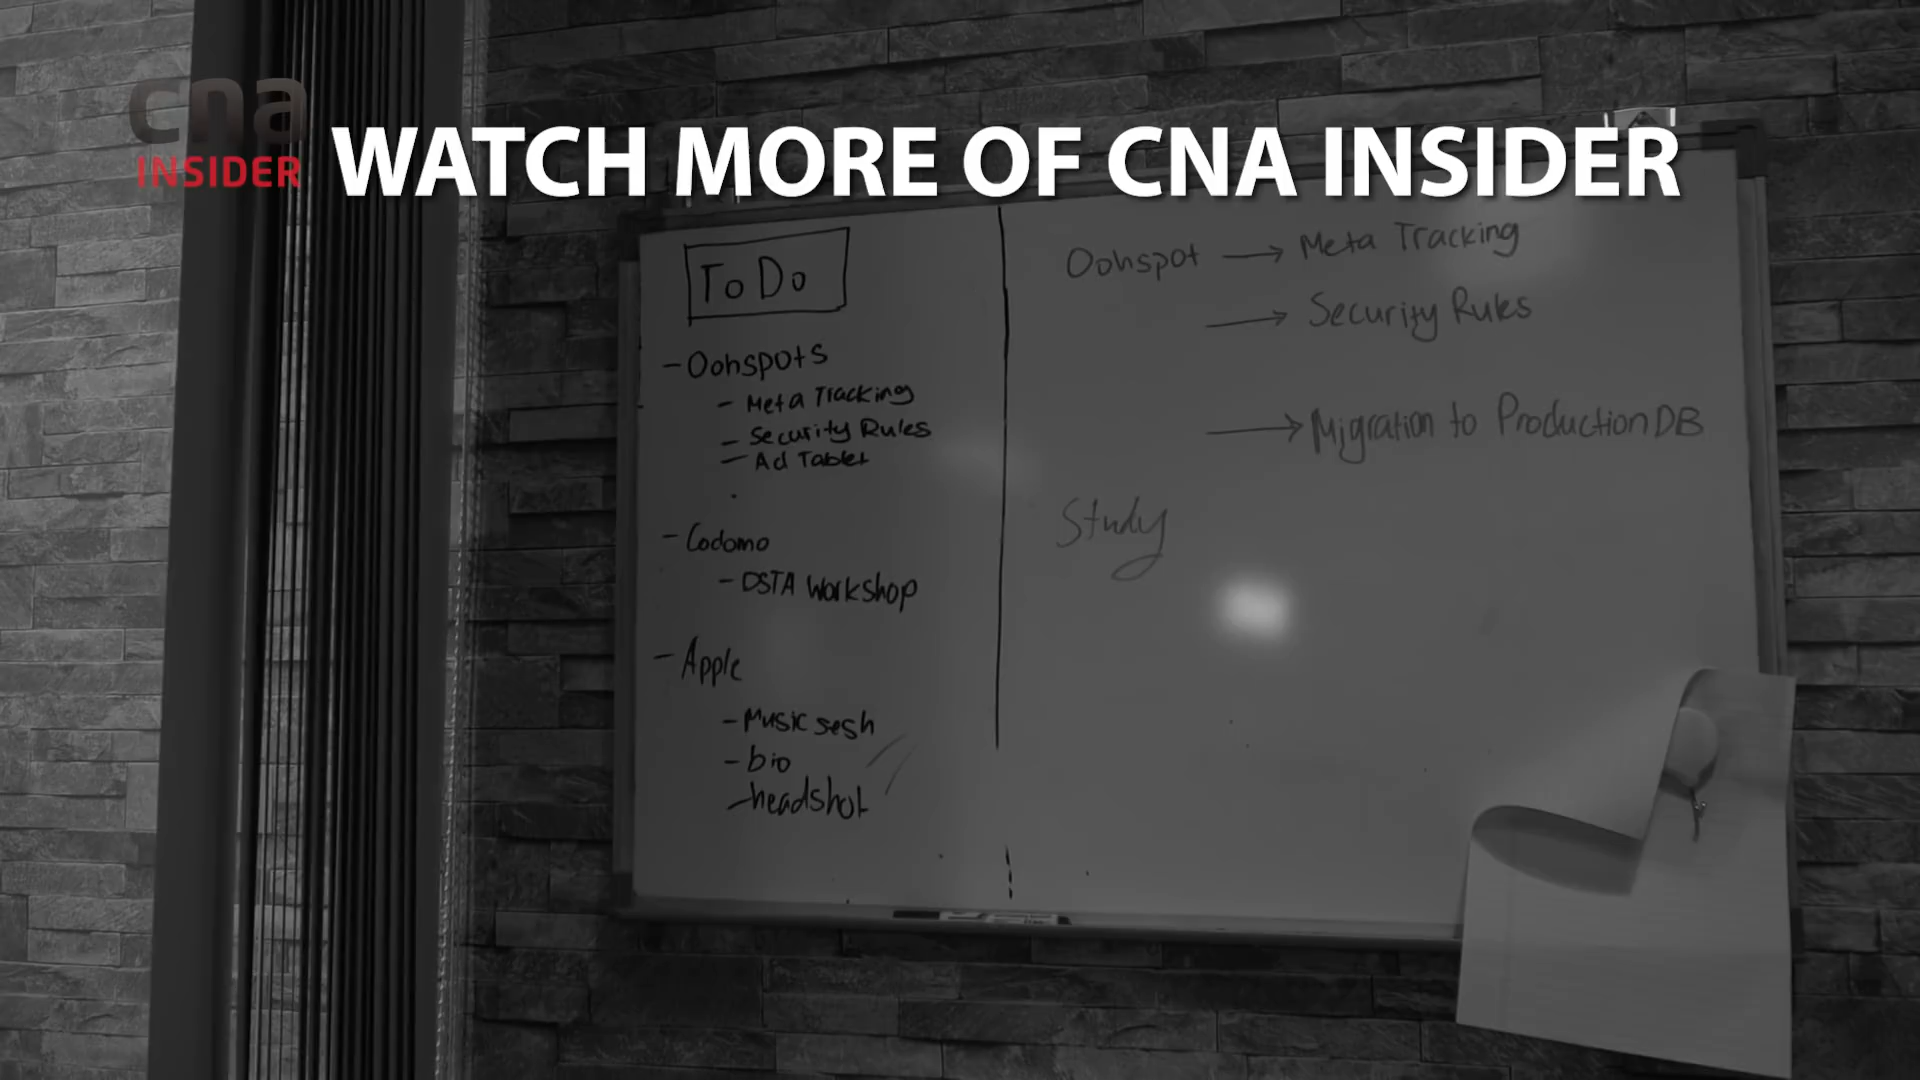 cna
INSIDER
WATCH MORE OF CNA INSIDER
To Do
- Oohspots
- Meta Tracking
- Security Rules
- Ad Tablet
- Codomo
- DSTA Workshop
- Apple
- Music sesh
- bio
- headshot
Oohspot → Meta Tracking
→ Security Rules
→ Migration to Production DB
Study